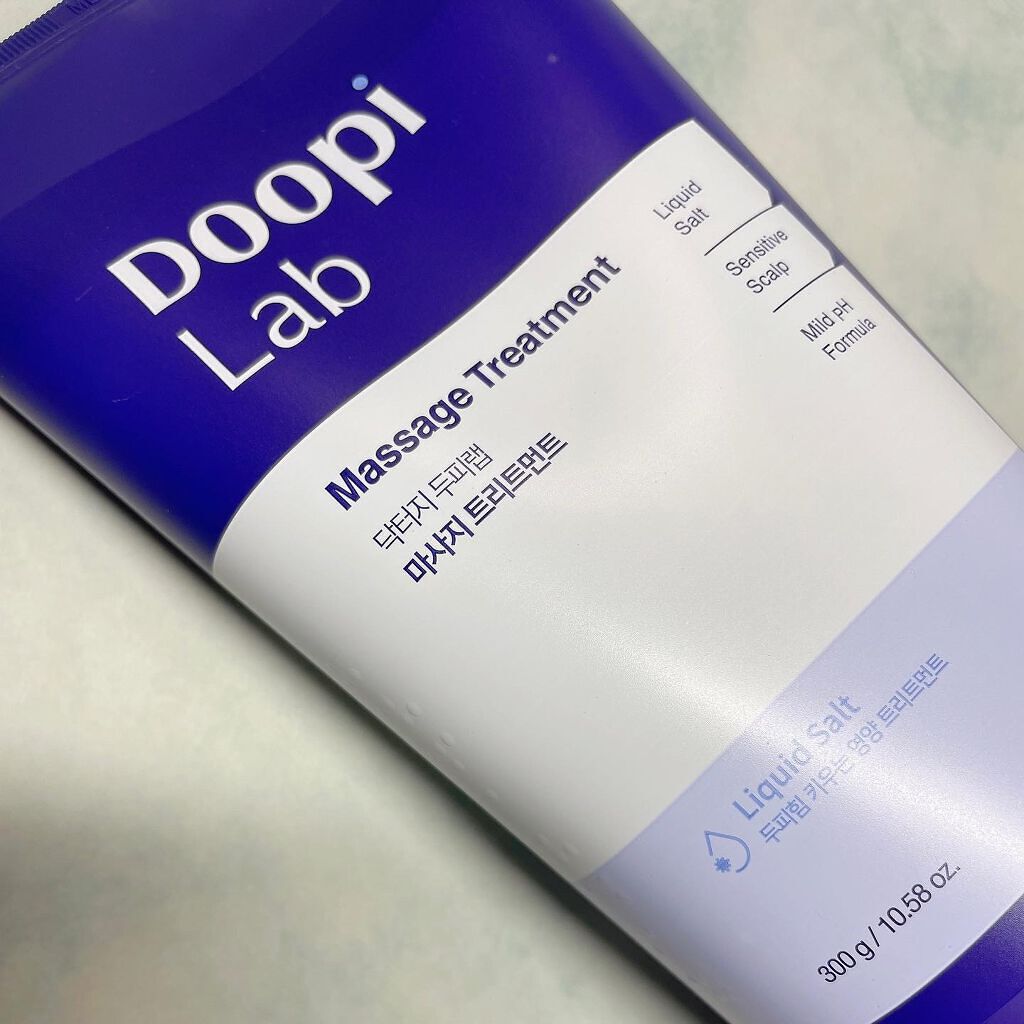 Doopi
Lab
Massage Treatment
닥터지 두피랩
마사지 트리트먼트
Liquid
Salt
Sensitive
Scalp
Mild pH
Formula
Liquid Salt
두피힘 키우는 영양 트리트먼트
300 g / 10.58 oz.